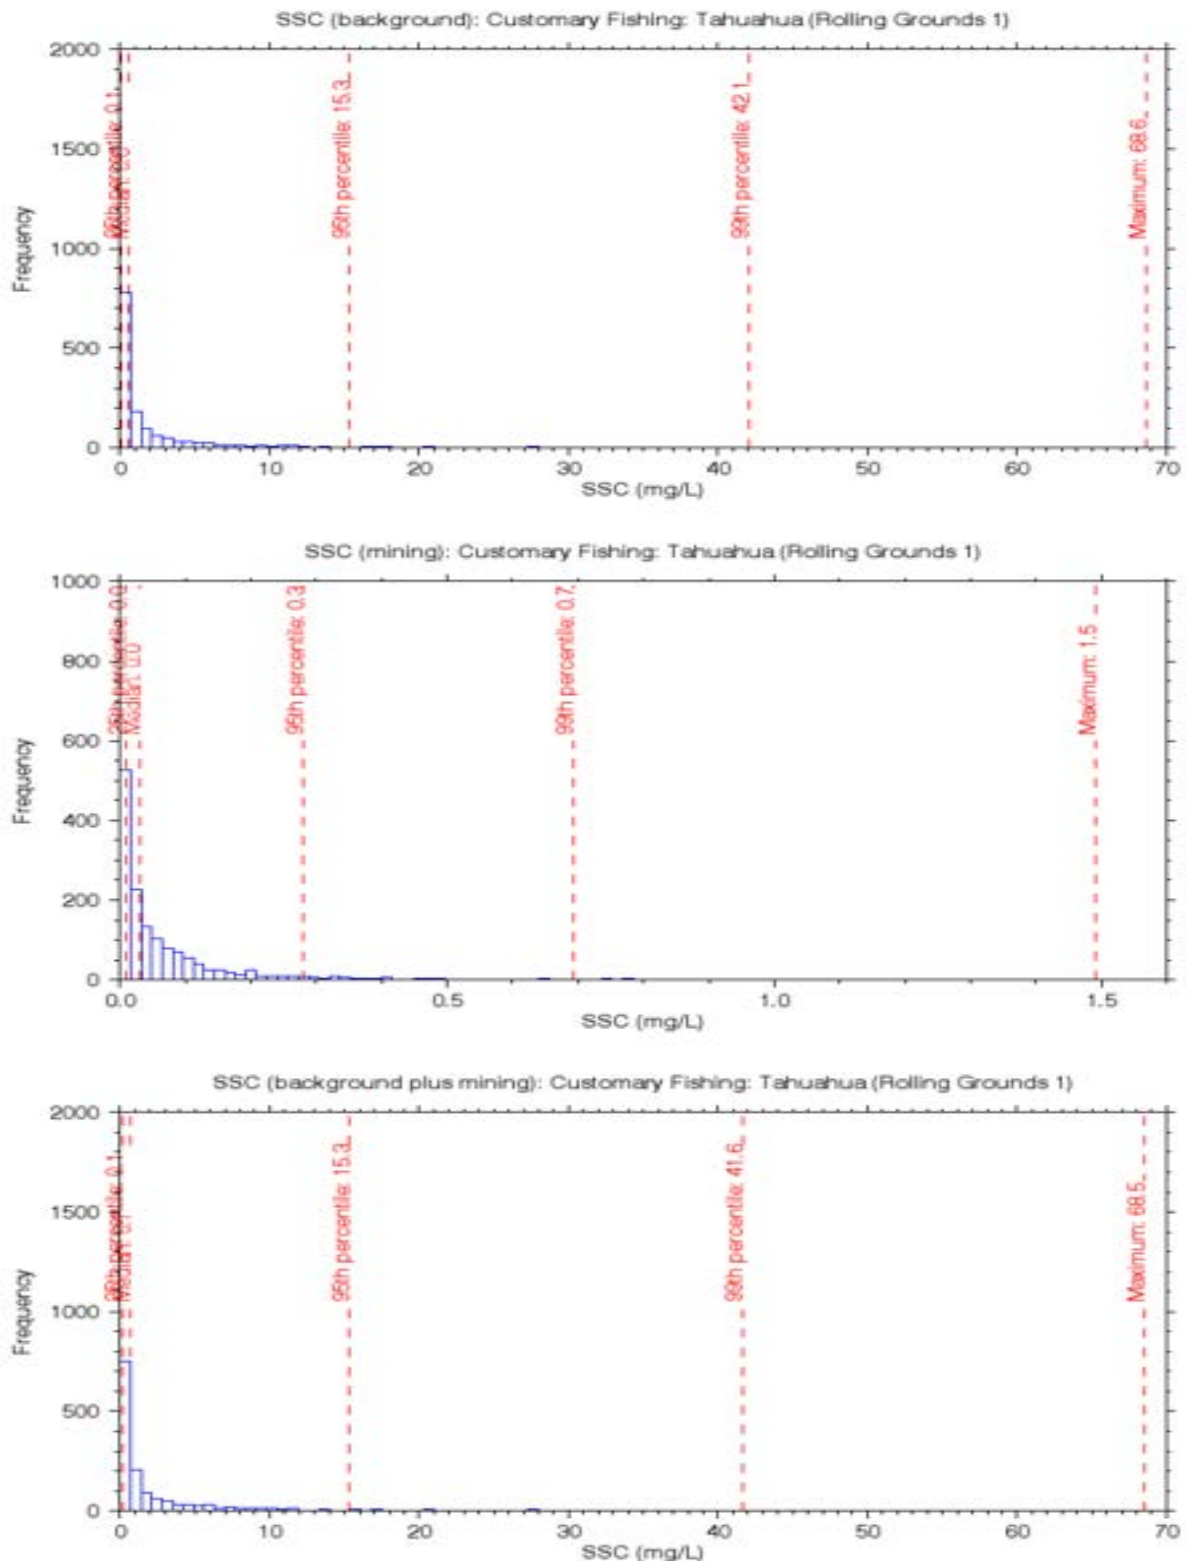 SSC (background): Customary Fishing: Tahuahua (Rolling Grounds 1)
2000
1500
1000
500
0
Frequency
95th percentile: 15.3
99th percentile: 42.1
Maximum: 68.6
0 10 20 30 40 50 60 70
SSC (mg/L)
SSC (mining): Customary Fishing: Tahuahua (Rolling Grounds 1)
1000
800
600
400
200
0
Frequency
Median: 0.0
95th percentile: 0.3
99th percentile: 0.7
Maximum: 1.5
0.0 0.5 1.0 1.5
SSC (mg/L)
SSC (background plus mining): Customary Fishing: Tahuahua (Rolling Grounds 1)
2000
1500
1000
500
0
Frequency
95th percentile: 15.3
99th percentile: 41.6
Maximum: 68.5
0 10 20 30 40 50 60 70
SSC (mg/L)